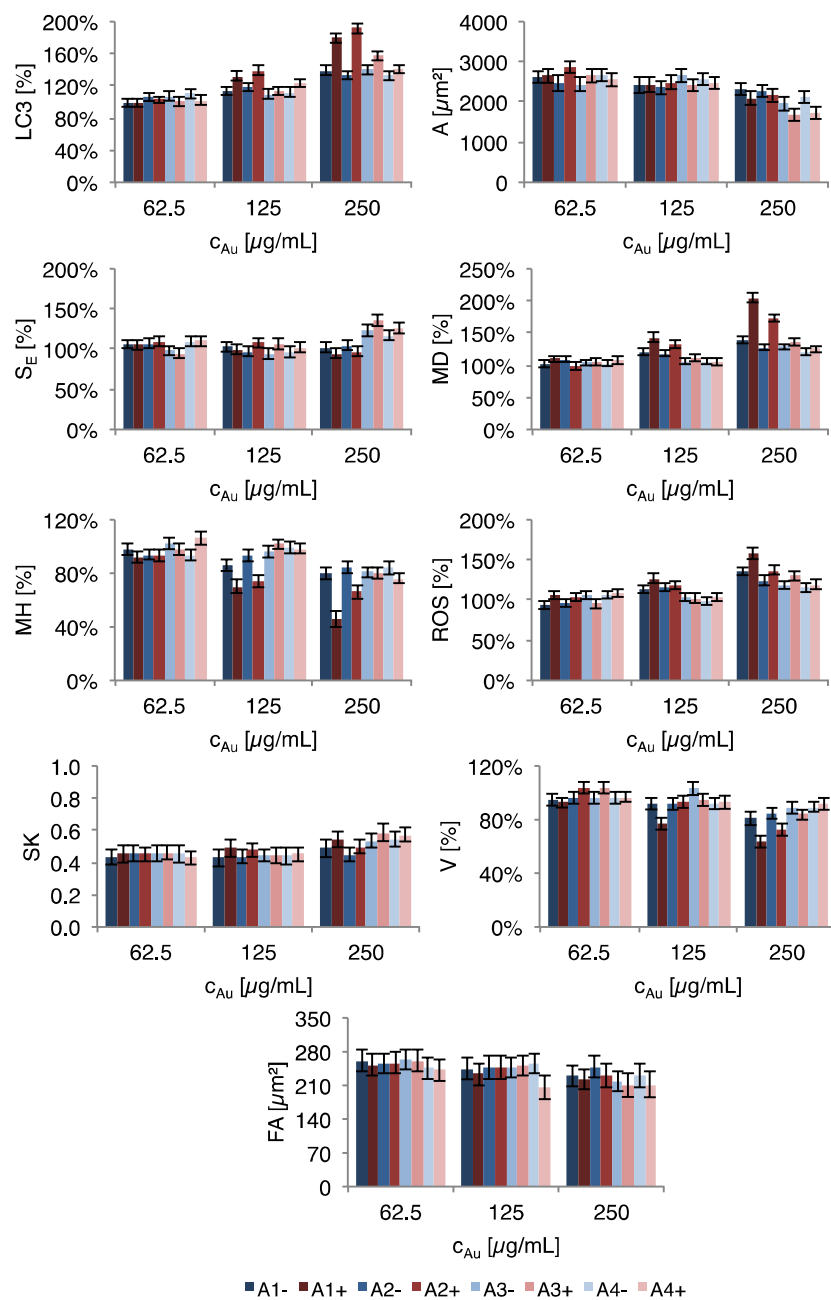 LC3 [%]
200%
160%
120%
80%
40%
0%
62.5 125 250
c_Au [µg/mL]
A [µm²]
4000
3000
2000
1000
0
62.5 125 250
c_Au [µg/mL]
S_E [%]
200%
150%
100%
50%
0%
62.5 125 250
c_Au [µg/mL]
MD [%]
250%
200%
150%
100%
50%
0%
62.5 125 250
c_Au [µg/mL]
MH [%]
120%
80%
40%
0%
62.5 125 250
c_Au [µg/mL]
ROS [%]
200%
150%
100%
50%
0%
62.5 125 250
c_Au [µg/mL]
SK
1.0
0.8
0.6
0.4
0.2
0.0
62.5 125 250
c_Au [µg/mL]
V [%]
120%
80%
40%
0%
62.5 125 250
c_Au [µg/mL]
FA [µm²]
350
280
210
140
70
0
62.5 125 250
c_Au [µg/mL]
A1- A1+ A2- A2+ A3- A3+ A4- A4+